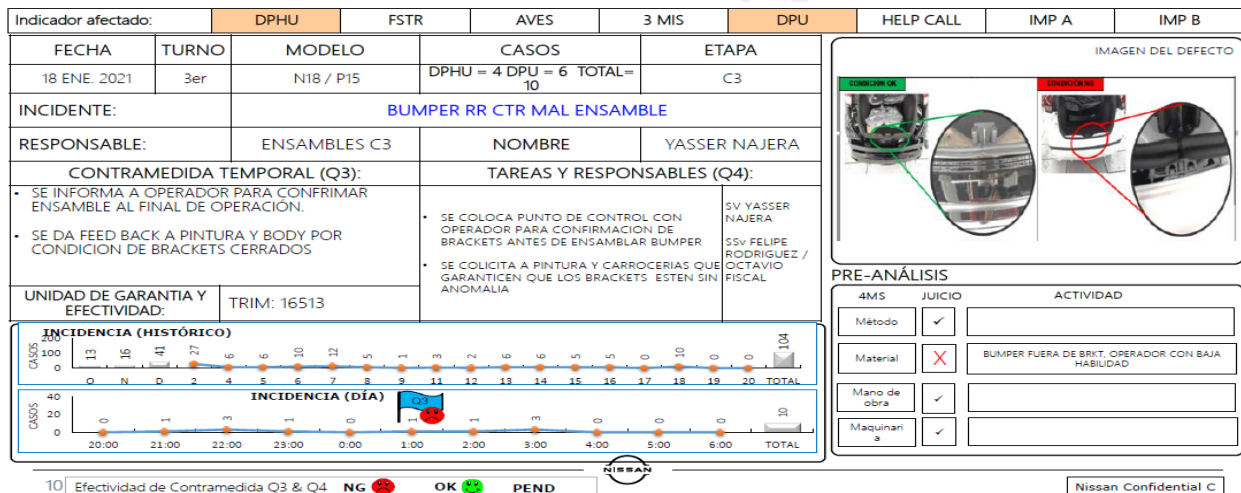 Indicador afectado: DPHU FSTR AVES 3 MIS DPU HELP CALL IMP A IMP B
FECHA TURNO MODELO CASOS ETAPA
18 ENE. 2021 3er N18 / P15 DPHU = 4 DPU = 6 TOTAL=
10 C3
INCIDENTE: BUMPER RR CTR MAL ENSAMBLE
RESPONSABLE: ENSAMBLES C3 NOMBRE YASSER NAJERA
CONTRAMEDIDA TEMPORAL (Q3):
• SE INFORMA A OPERADOR PARA CONFRIMAR
ENSAMBLE AL FINAL DE OPERACIÓN.
• SE DA FEED BACK A PINTURA Y BODY POR
CONDICION DE BRACKETS CERRADOS
TAREAS Y RESPONSABLES (Q4):
• SE COLOCA PUNTO DE CONTROL CON
OPERADOR PARA CONFIRMACION DE
BRACKETS ANTES DE ENSAMBLAR BUMPER
• SE COLICITA A PINTURA Y CARROCERIAS QUE
GARANTICEN QUE LOS BRACKETS ESTEN SIN
ANOMALIA
SV YASSER
NAJERA
SSv FELIPE
RODRIGUEZ /
OCTAVIO
FISCAL
UNIDAD DE GARANTIA Y
EFECTIVIDAD:
TRIM: 16513
IMAGEN DEL DEFECTO
CONDICION OK
CONDICION NG
PRE-ANÁLISIS
4MS JUICIO ACTIVIDAD
Método ✓
Material X BUMPER FUERA DE BRKT, OPERADOR CON BAJA
HABILIDAD
Mano de
obra ✓
Maquinari
a ✓
INCIDENCIA (HISTÓRICO)
CASOS
200
100
0
13 16 41 27 6 6 10 12 5 1 3 2 6 5 5 0 10 0 0 104
O N D 2 4 5 6 7 8 9 11 12 13 14 15 16 17 18 19 20 TOTAL
INCIDENCIA (DÍA)
CASOS
40
20
0
Q3
0 1 3 1 0 1 1 3 0 0 0 10
20:00 21:00 22:00 23:00 0:00 1:00 2:00 3:00 4:00 5:00 6:00 TOTAL
NISSAN
10 Efectividad de Contramedida Q3 & Q4 NG OK PEND
Nissan Confidential C